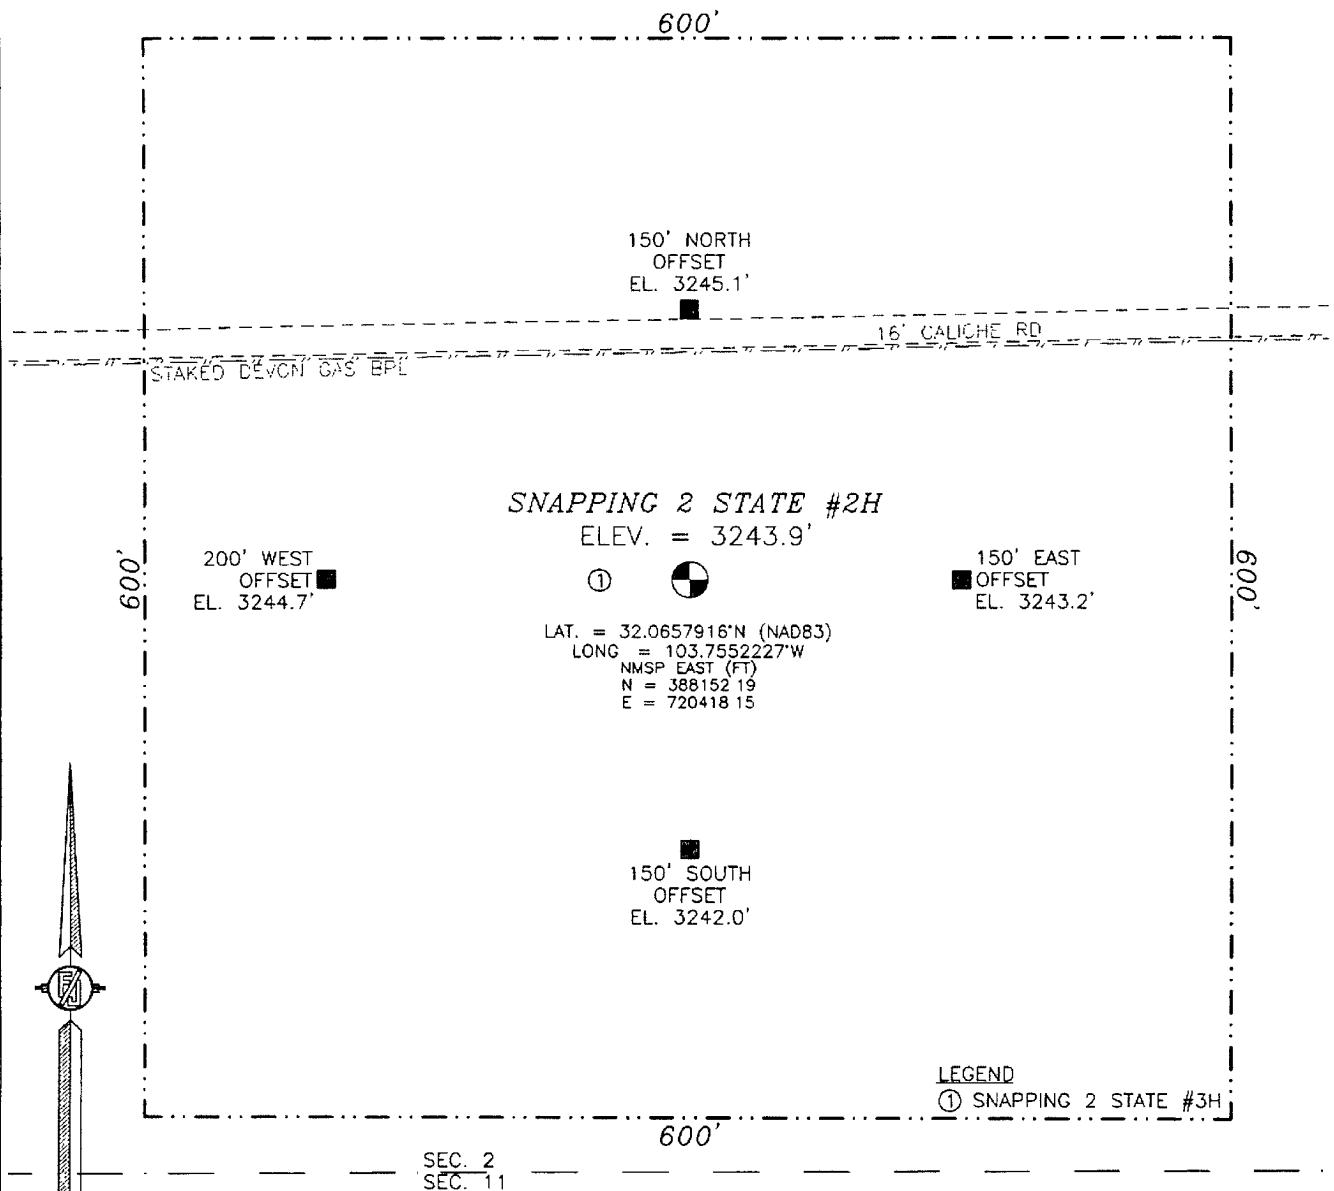 600'
150' NORTH
OFFSET
EL. 3245.1'
16' CALICHE RD
STAKED DEVON GAS BPL
SNAPPING 2 STATE #2H
ELEV. = 3243.9'
600'
200' WEST
OFFSET
EL. 3244.7'
1
150' EAST
OFFSET
EL. 3243.2'
600'
LAT. = 32.0657916°N (NAD83)
LONG = 103.7552227°W
NMSP EAST (FT)
N = 388152 19
E = 720418 15
150' SOUTH
OFFSET
EL. 3242.0'
LEGEND
1 SNAPPING 2 STATE #3H
600'
SEC. 2
SEC. 11